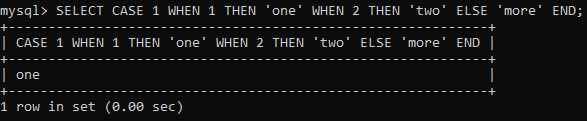 mysql> SELECT CASE 1 WHEN 1 THEN 'one' WHEN 2 THEN 'two' ELSE 'more' END;
+-----------------------------------------------------------+
| CASE 1 WHEN 1 THEN 'one' WHEN 2 THEN 'two' ELSE 'more' END |
+-----------------------------------------------------------+
| one |
+-----------------------------------------------------------+
1 row in set (0.00 sec)